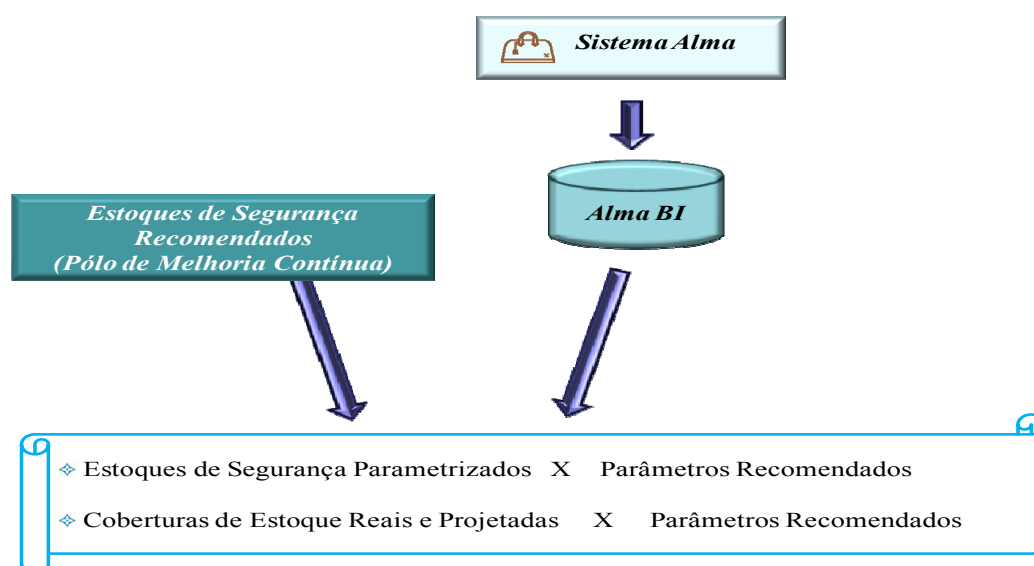 Sistema Alma
Alma BI
Estoques de Segurança
Recomendados
(Pólo de Melhoria Contínua)
Estoques de Segurança Parametrizados X Parâmetros Recomendados
Coberturas de Estoque Reais e Projetadas X Parâmetros Recomendados